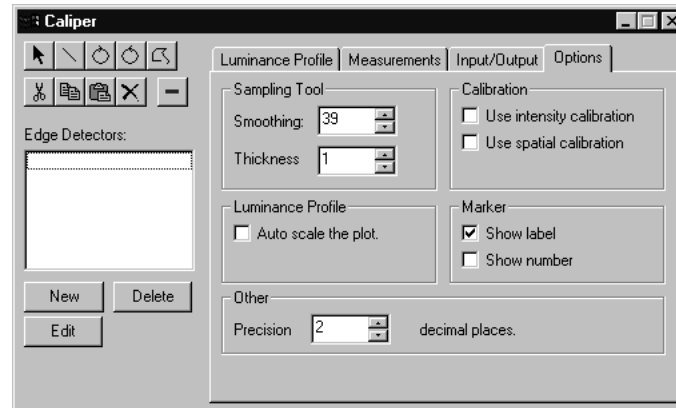 Caliper
Luminance Profile Measurements Input/Output Options
Edge Detectors:
New Delete
Edit
Sampling Tool
Smoothing: 39
Thickness 1
Calibration
Use intensity calibration
Use spatial calibration
Luminance Profile
Auto scale the plot.
Marker
Show label
Show number
Other
Precision 2 decimal places.